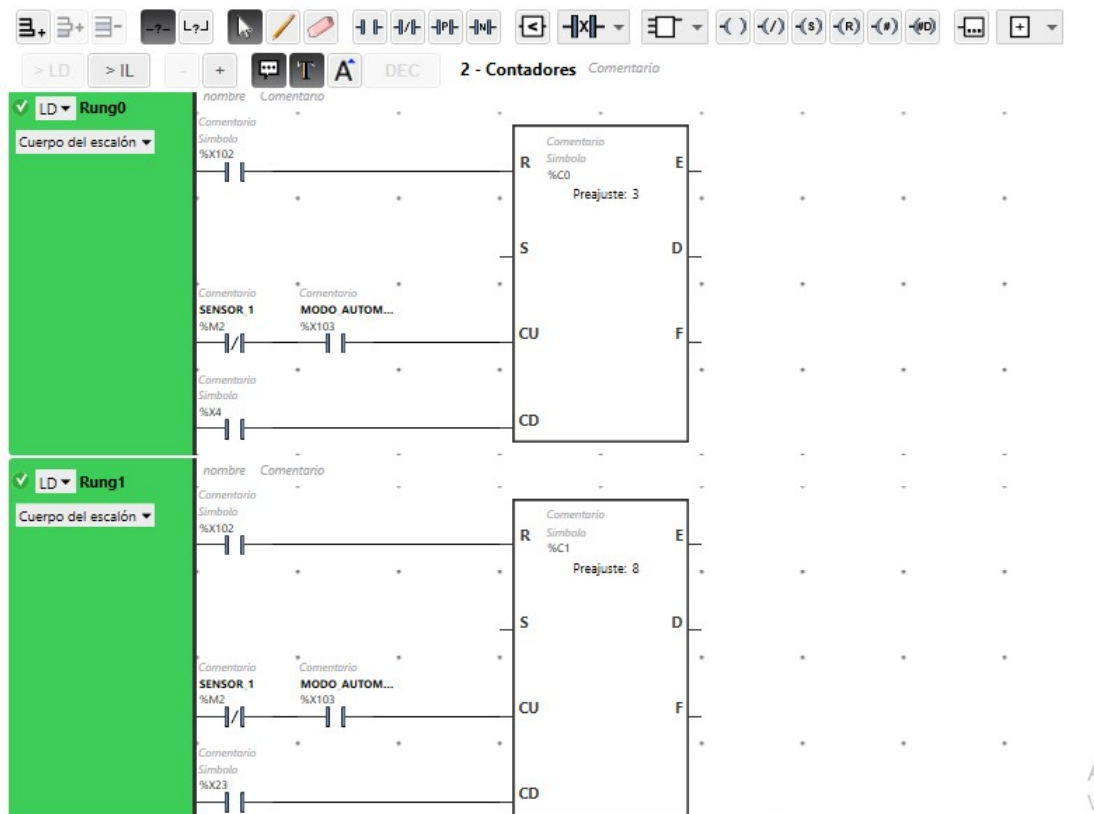 -?-
> LD > IL - + T A DEC 2 - Contadores Comentario
LD Rung0
Cuerpo del escalón
nombre Comentario
Comentario
Símbolo
%X102
R
Comentario
Símbolo
%C0
Preajuste: 3
E
S
D
Comentario Comentario
SENSOR_1 MODO_AUTOM...
%M2 %X103
CU
F
Comentario
Símbolo
%X4
CD
LD Rung1
Cuerpo del escalón
nombre Comentario
Comentario
Símbolo
%X102
R
Comentario
Símbolo
%C1
Preajuste: 8
E
S
D
Comentario Comentario
SENSOR_1 MODO_AUTOM...
%M2 %X103
CU
F
Comentario
Símbolo
%X23
CD